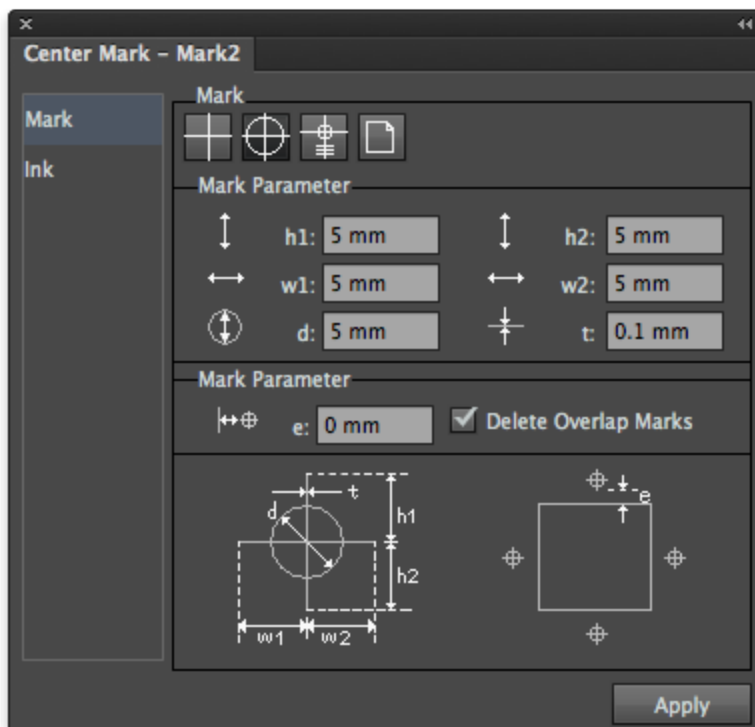 Center Mark – Mark2
Mark
Ink
Mark
Mark Parameter
h1: 5 mm
h2: 5 mm
w1: 5 mm
w2: 5 mm
d: 5 mm
t: 0.1 mm
Mark Parameter
e: 0 mm
Delete Overlap Marks
t
d
h1
h2
w1
w2
e
Apply